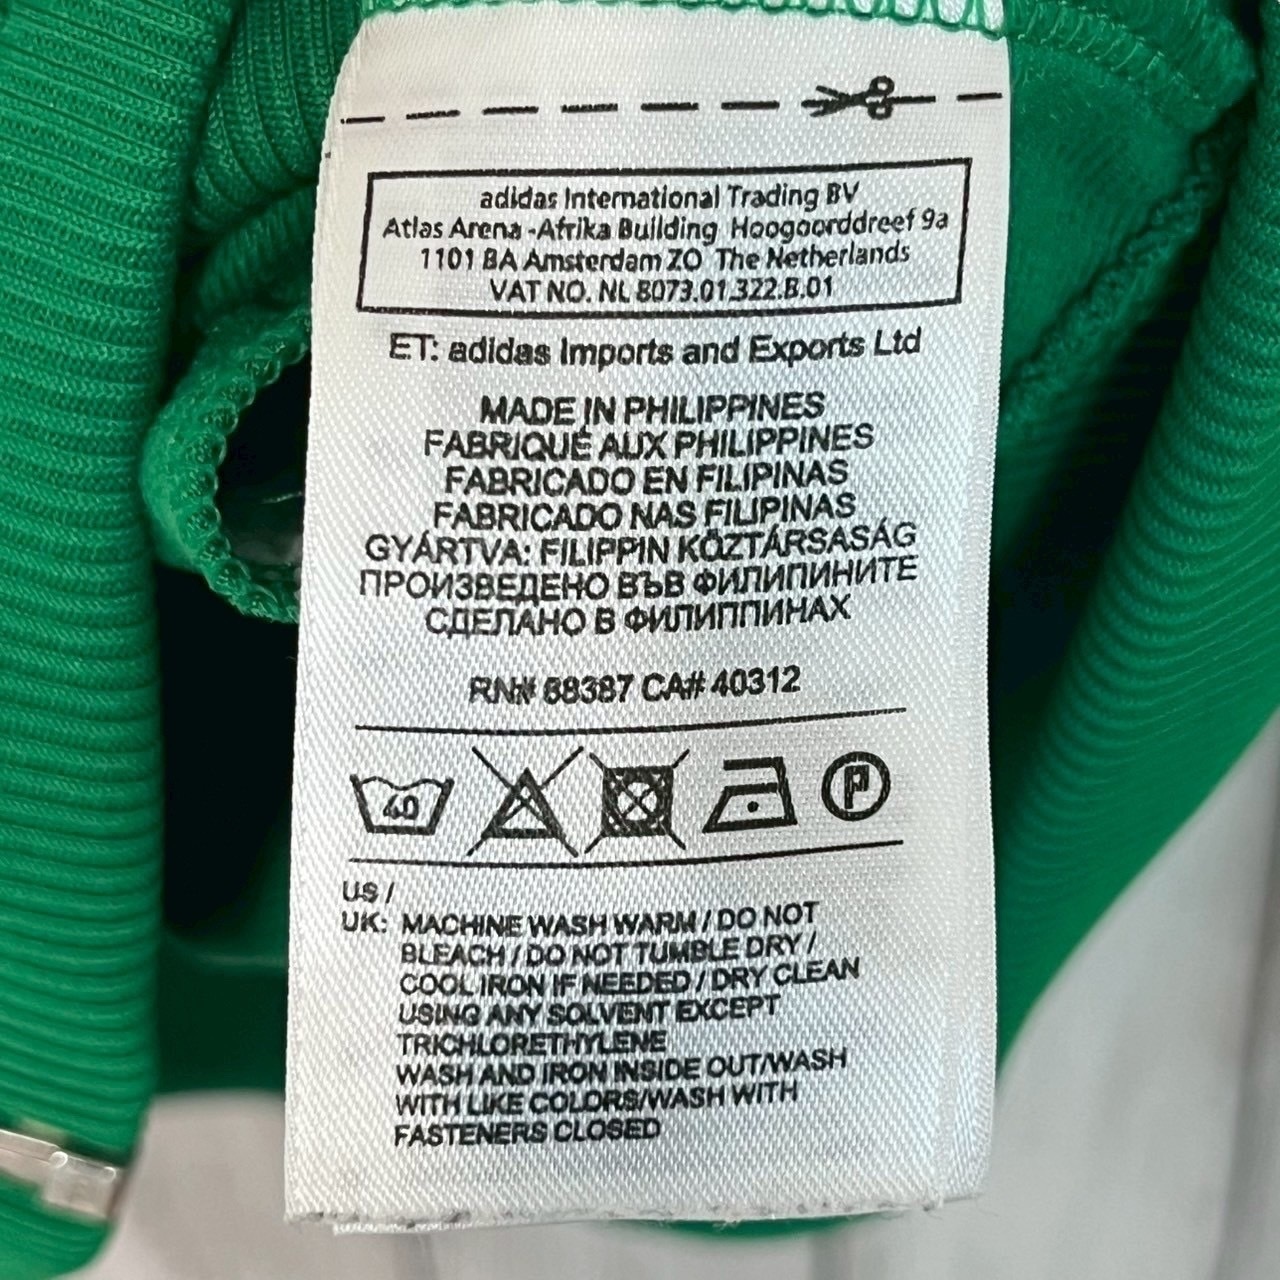 adidas International Trading BV
Atlas Arena -Afrika Building Hoogoorddreef 9a
1101 BA Amsterdam ZO The Netherlands
VAT NO. NL 8073.01.322.B.01
ET: adidas Imports and Exports Ltd
MADE IN PHILIPPINES
FABRIQUÉ AUX PHILIPPINES
FABRICADO EN FILIPINAS
FABRICADO NAS FILIPINAS
GYÁRTVA: FILIPPIN KÖZTÁRSASÁG
ПРОИЗВЕДЕНО ВЪВ ФИЛИПИНИТЕ
СДЕЛАНО В ФИЛИППИНАХ
RN# 88387 CA# 40312
40 P
US /
UK: MACHINE WASH WARM / DO NOT
BLEACH / DO NOT TUMBLE DRY /
COOL IRON IF NEEDED / DRY CLEAN
USING ANY SOLVENT EXCEPT
TRICHLORETHYLENE
WASH AND IRON INSIDE OUT/WASH
WITH LIKE COLORS/WASH WITH
FASTENERS CLOSED